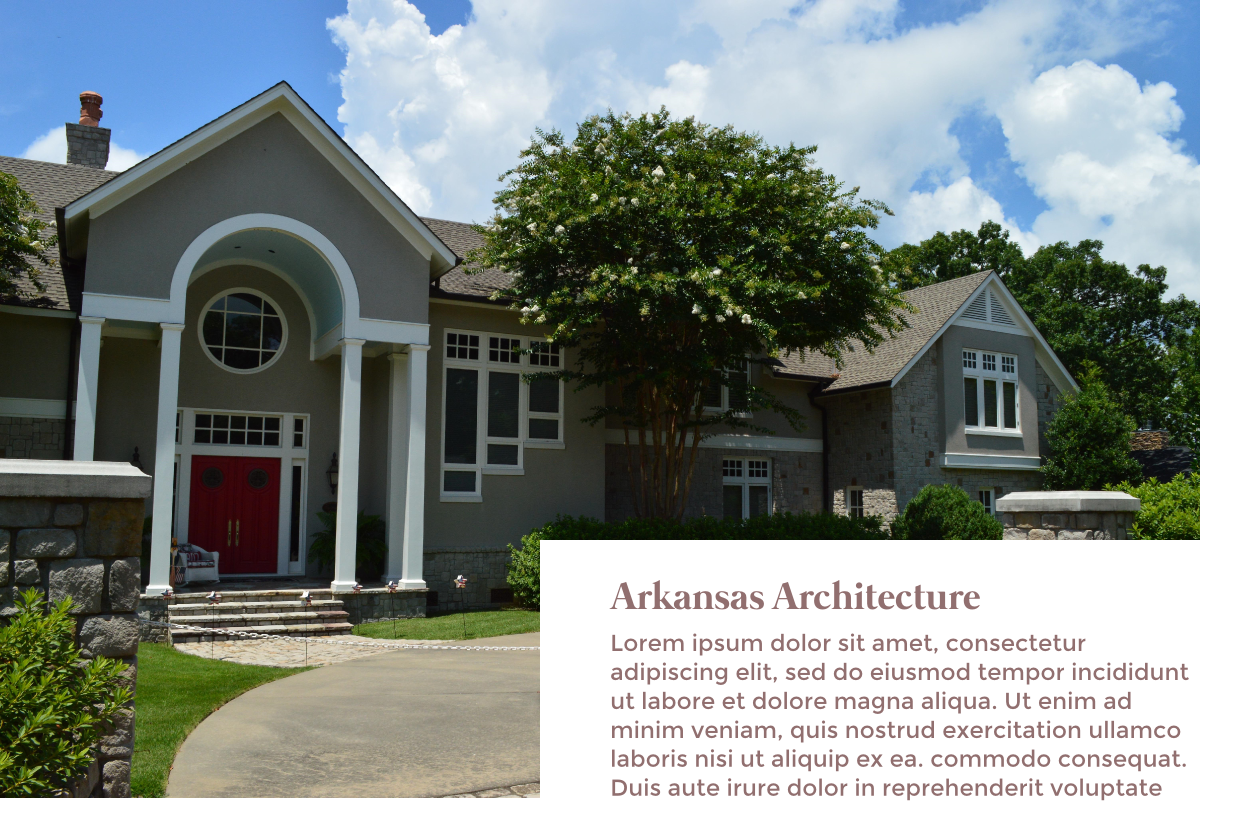 Arkansas Architecture
Lorem ipsum dolor sit amet, consectetur
adipiscing elit, sed do eiusmod tempor incididunt
ut labore et dolore magna aliqua. Ut enim ad
minim veniam, quis nostrud exercitation ullamco
laboris nisi ut aliquip ex ea. commodo consequat.
Duis aute irure dolor in reprehenderit voluptate